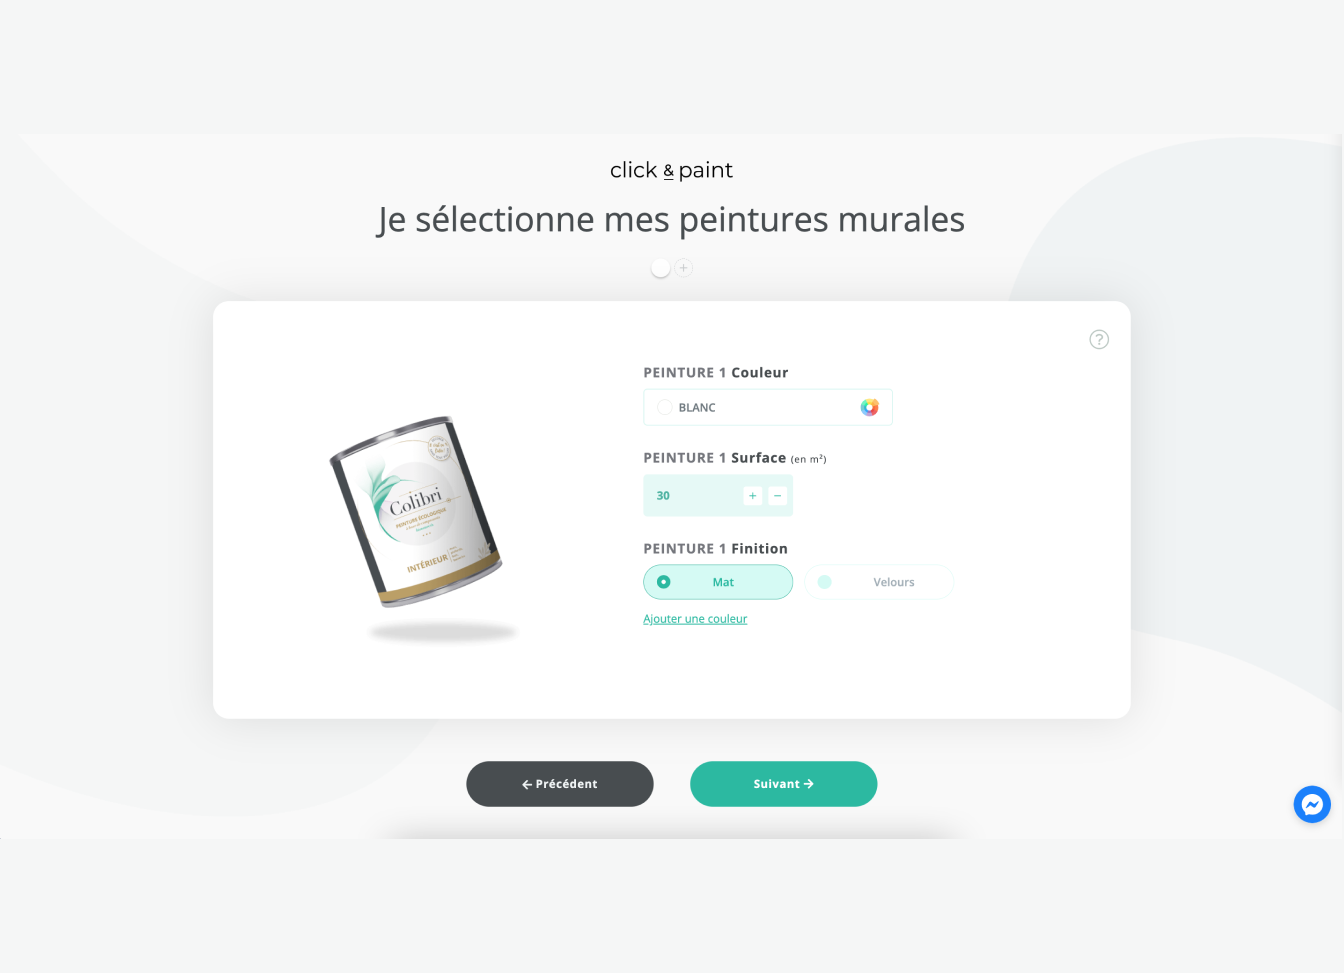 click & paint
Je sélectionne mes peintures murales
PEINTURE 1 Couleur
BLANC
PEINTURE 1 Surface (en m²)
30
PEINTURE 1 Finition
Mat
Velours
Ajouter une couleur
Colibri
PEINTURE ÉCOLOGIQUE
INTÉRIEUR
← Précédent
Suivant →